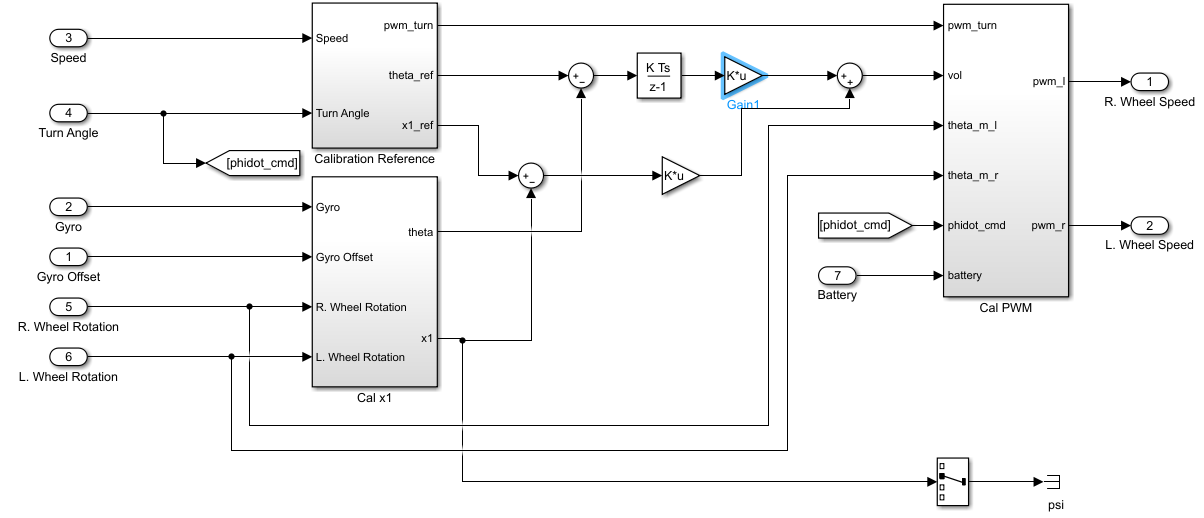 3
Speed
4
Turn Angle
[phidot_cmd]
2
Gyro
1
Gyro Offset
5
R. Wheel Rotation
6
L. Wheel Rotation
Speed
Turn Angle
pwm_turn
theta_ref
x1_ref
Calibration Reference
Gyro
Gyro Offset
R. Wheel Rotation
L. Wheel Rotation
theta
x1
Cal x1
+
−
+
−
K Ts
z-1
K*u
Gain1
K*u
+
+
[phidot_cmd]
7
Battery
pwm_turn
vol
theta_m_l
theta_m_r
phidot_cmd
battery
pwm_l
pwm_r
Cal PWM
1
R. Wheel Speed
2
L. Wheel Speed
psi